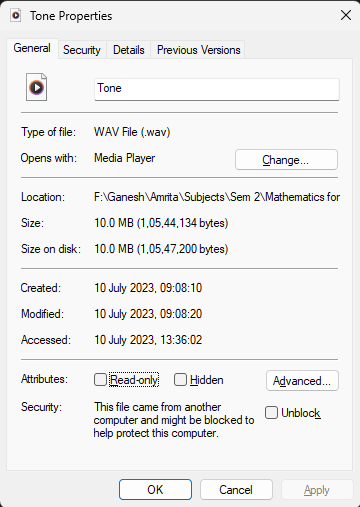 Tone Properties
General Security Details Previous Versions
Tone
Type of file: WAV File (.wav)
Opens with: Media Player Change...
Location: F:\Ganesh\Amrita\Subjects\Sem 2\Mathematics for
Size: 10.0 MB (1,05,44,134 bytes)
Size on disk: 10.0 MB (1,05,47,200 bytes)
Created: 10 July 2023, 09:08:10
Modified: 10 July 2023, 09:08:20
Accessed: 10 July 2023, 13:36:02
Attributes: Read-only Hidden Advanced...
Security: This file came from another
computer and might be blocked to
help protect this computer.
Unblock
OK Cancel Apply